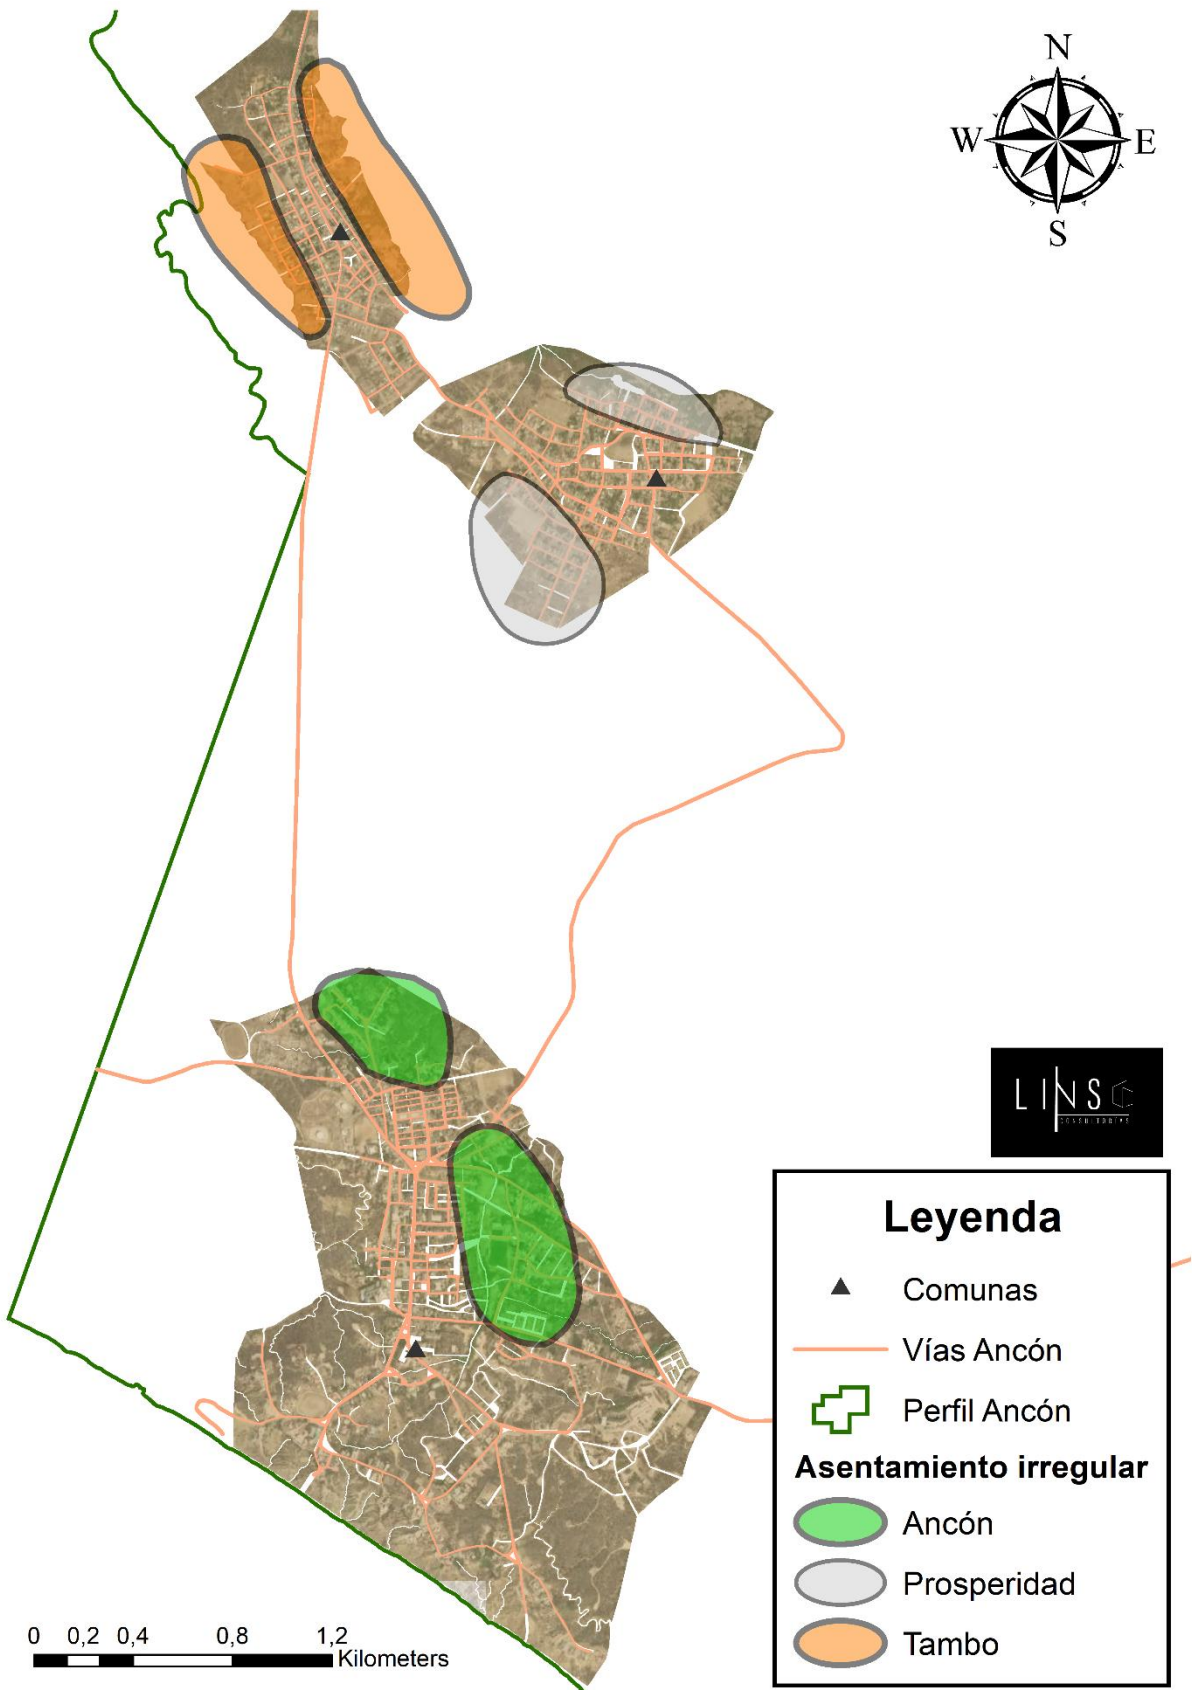 N
W E
S
LINS
CONSULTORÍAS
Leyenda
Comunas
Vías Ancón
Perfil Ancón
Asentamiento irregular
Ancón
Prosperidad
Tambo
0 0,2 0,4 0,8 1,2
Kilometers